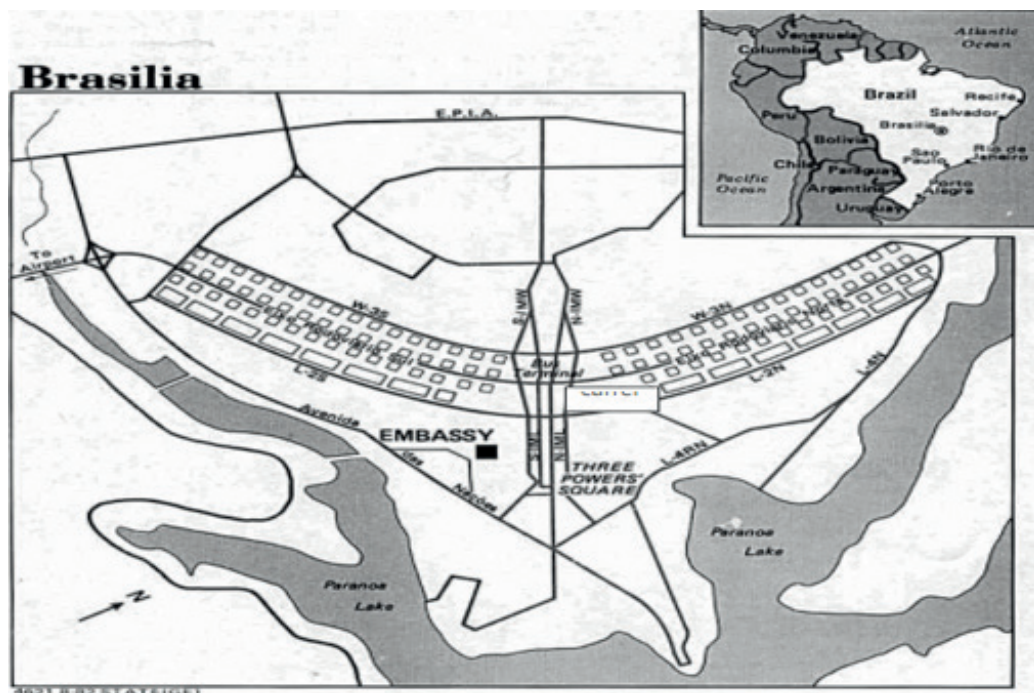 Brasilia
E.P.I.A.
Venezuela
Columbia
Atlantic
Ocean
Brazil
Recife
Salvador
Peru
Brasilia
Bolivia
Sao
Paulo
Rio de
Janeiro
Chile
Paraguay
Pacific
Ocean
Argentina
Porto
Alegre
Uruguay
To
Airport
W-3S
W-3N
Bus
Terminal
L-2S
L-2N
L-4N
Avenida
das
Nações
EMBASSY
L-4RN
THREE
POWERS'
SQUARE
Paranoa
Lake
Paranoa
Lake
N